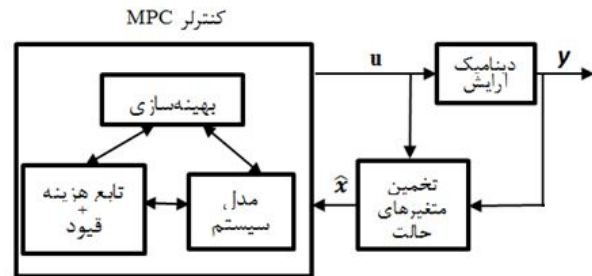 کنترلر MPC
بهینه‌سازی
تابع هزینه
+
قیود
مدل
سیستم
u
دینامیک
آرایش
y
x̂
تخمین
متغیرهای
حالت